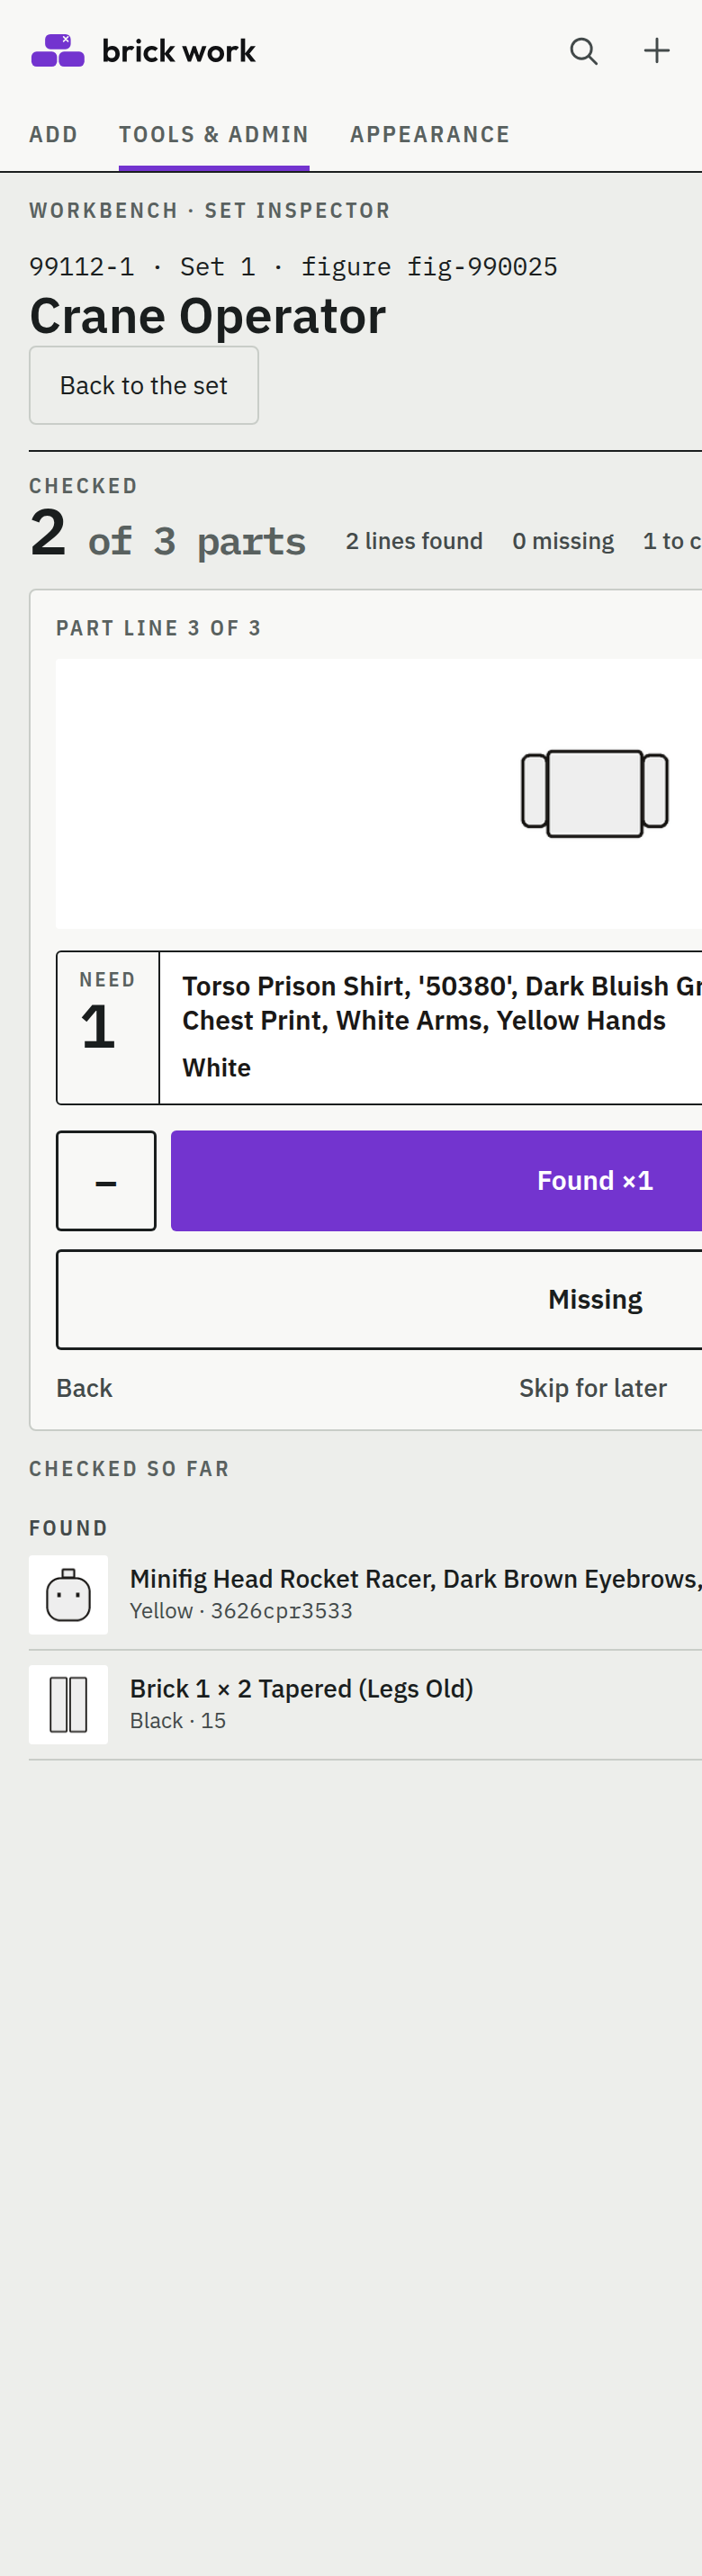 brick work
ADD TOOLS & ADMIN APPEARANCE
WORKBENCH · SET INSPECTOR
99112-1 · Set 1 · figure fig-990025
Crane Operator
Back to the set
CHECKED
2 of 3 parts 2 lines found 0 missing 1 to c
PART LINE 3 OF 3
NEED
1
Torso Prison Shirt, '50380', Dark Bluish Gr
Chest Print, White Arms, Yellow Hands
White
– Found ×1
Missing
Back Skip for later
CHECKED SO FAR
FOUND
Minifig Head Rocket Racer, Dark Brown Eyebrows,
Yellow · 3626cpr3533
Brick 1 × 2 Tapered (Legs Old)
Black · 15